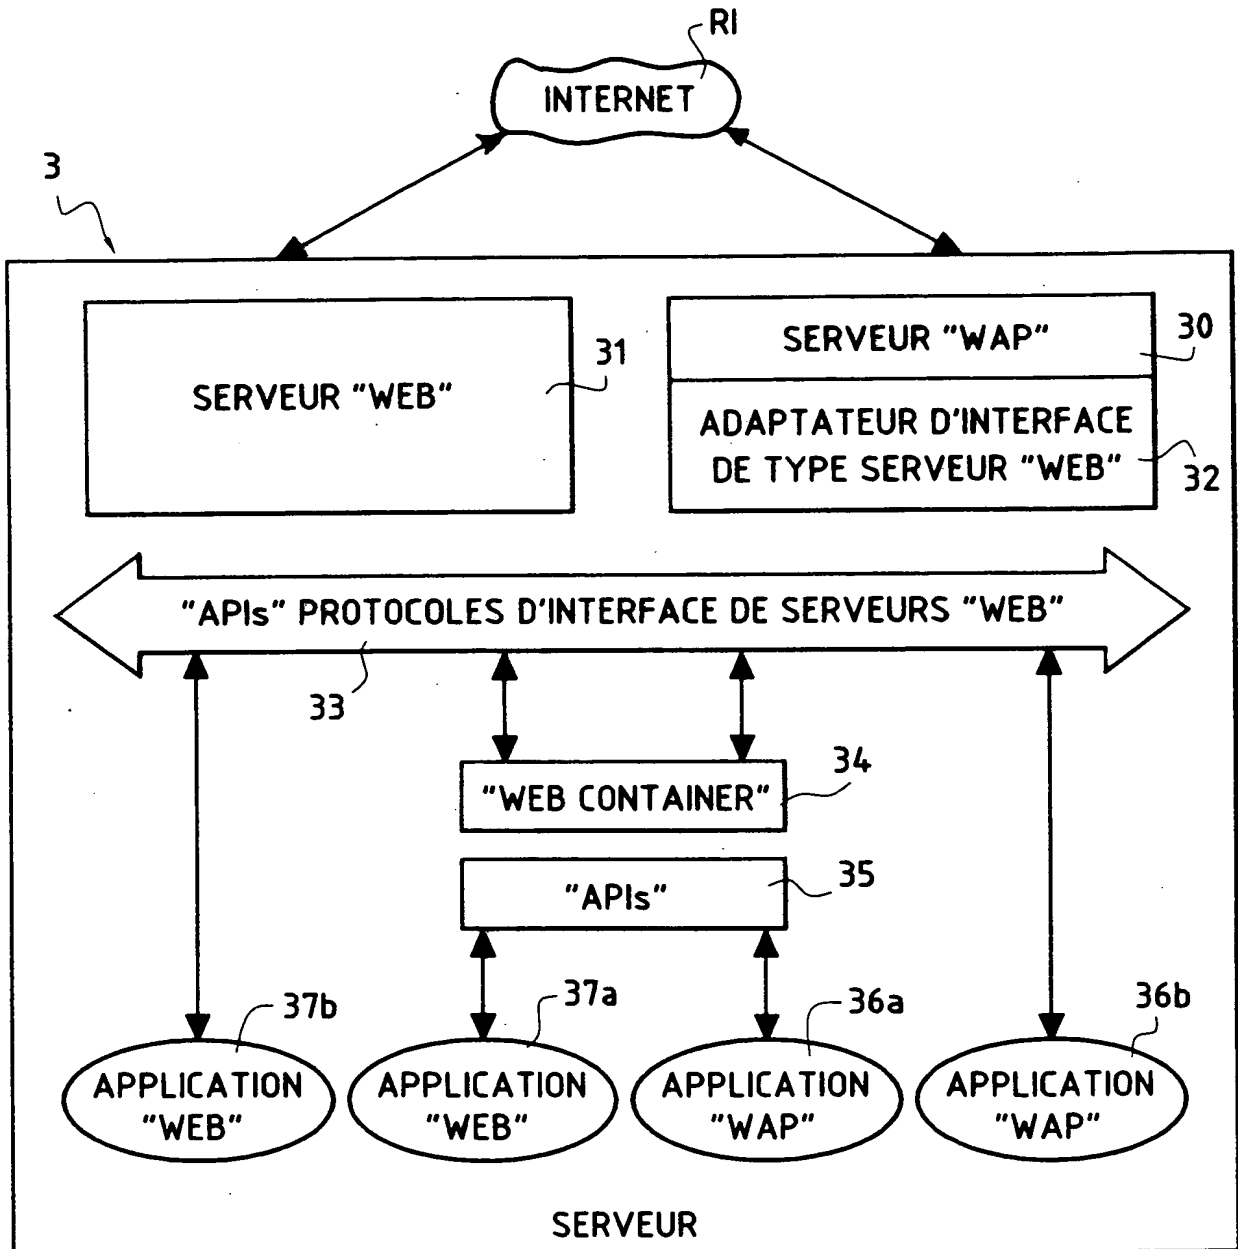 RI
INTERNET
3
SERVEUR "WEB"
31
SERVEUR "WAP"
30
ADAPTATEUR D'INTERFACE
DE TYPE SERVEUR "WEB"
32
"APIs" PROTOCOLES D'INTERFACE DE SERVEURS "WEB"
33
"WEB CONTAINER"
34
"APIs"
35
37b
37a
36a
36b
APPLICATION
"WEB"
APPLICATION
"WEB"
APPLICATION
"WAP"
APPLICATION
"WAP"
SERVEUR